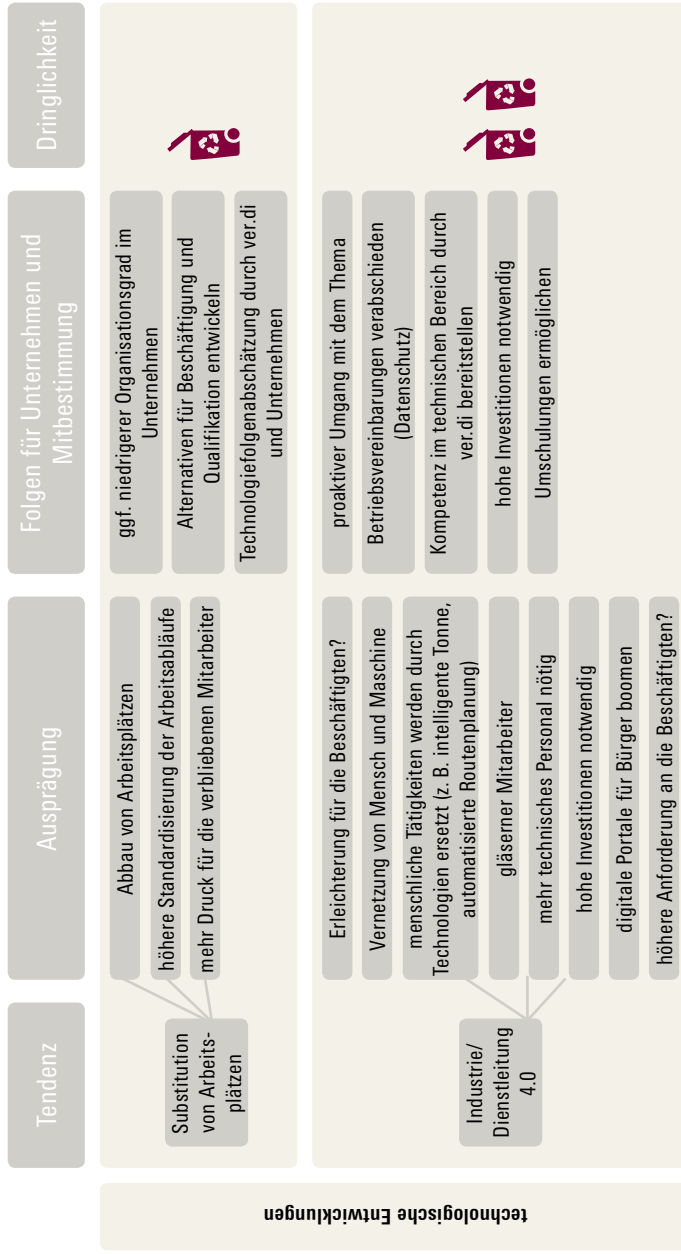 Tendenz
Ausprägung
Folgen für Unternehmen und
Mitbestimmung
Dringlichkeit
technologische Entwicklungen
Substitution
von Arbeits-
plätzen
Abbau von Arbeitsplätzen
höhere Standardisierung der Arbeitsabläufe
mehr Druck für die verbliebenen Mitarbeiter
ggf. niedrigerer Organisationsgrad im
Unternehmen
Alternativen für Beschäftigung und
Qualifikation entwickeln
Technologiefolgenabschätzung durch ver.di
und Unternehmen
Industrie/
Dienstleitung
4.0
Erleichterung für die Beschäftigten?
Vernetzung von Mensch und Maschine
menschliche Tätigkeiten werden durch
Technologien ersetzt (z. B. intelligente Tonne,
automatisierte Routenplanung)
gläserner Mitarbeiter
mehr technisches Personal nötig
hohe Investitionen notwendig
digitale Portale für Bürger boomen
höhere Anforderung an die Beschäftigten?
proaktiver Umgang mit dem Thema
Betriebsvereinbarungen verabschieden
(Datenschutz)
Kompetenz im technischen Bereich durch
ver.di bereitstellen
hohe Investitionen notwendig
Umschulungen ermöglichen